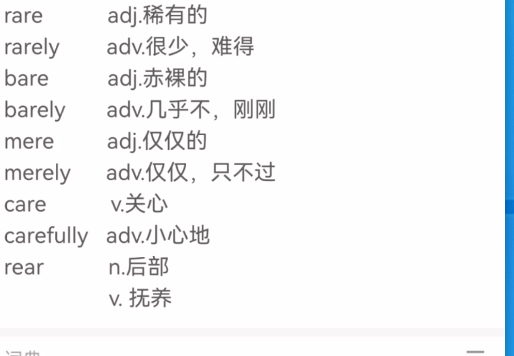 rare adj.稀有的
rarely adv.很少，难得
bare adj.赤裸的
barely adv.几乎不，刚刚
mere adj.仅仅的
merely adv.仅仅，只不过
care v.关心
carefully adv.小心地
rear n.后部
v. 抚养